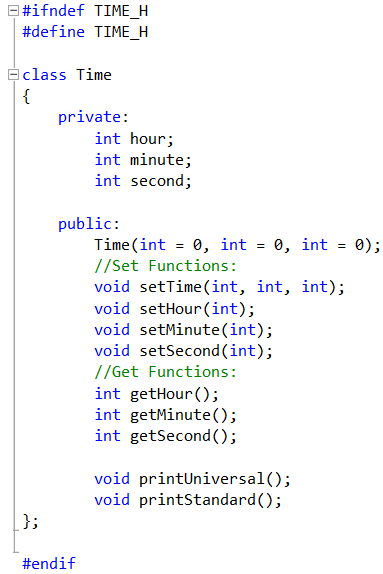 #ifndef TIME_H
#define TIME_H
class Time
{
private:
int hour;
int minute;
int second;
public:
Time(int = 0, int = 0, int = 0);
//Set Functions:
void setTime(int, int, int);
void setHour(int);
void setMinute(int);
void setSecond(int);
//Get Functions:
int getHour();
int getMinute();
int getSecond();
void printUniversal();
void printStandard();
};
#endif